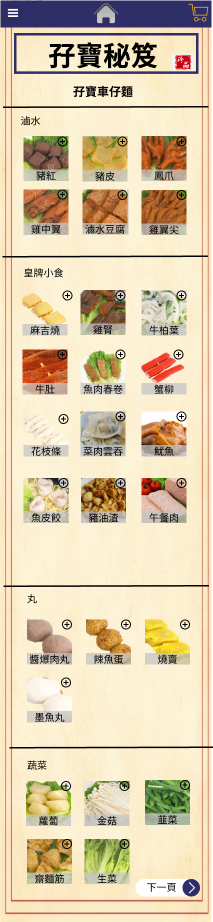 孖寶秘笈
孖寶車仔麵
滷水
豬紅 豬皮 鳳爪
雞中翼 滷水豆腐 雞翼尖
皇牌小食
麻吉燒 雞腎 牛柏葉
牛肚 魚肉春卷 蟹柳
花枝條 菜肉雲吞 魷魚
魚皮餃 豬油渣 午餐肉
丸
醬爆肉丸 辣魚蛋 燒賣
墨魚丸
蔬菜
蘿蔔 金菇 韮菜
齋麵筋 生菜
下一頁